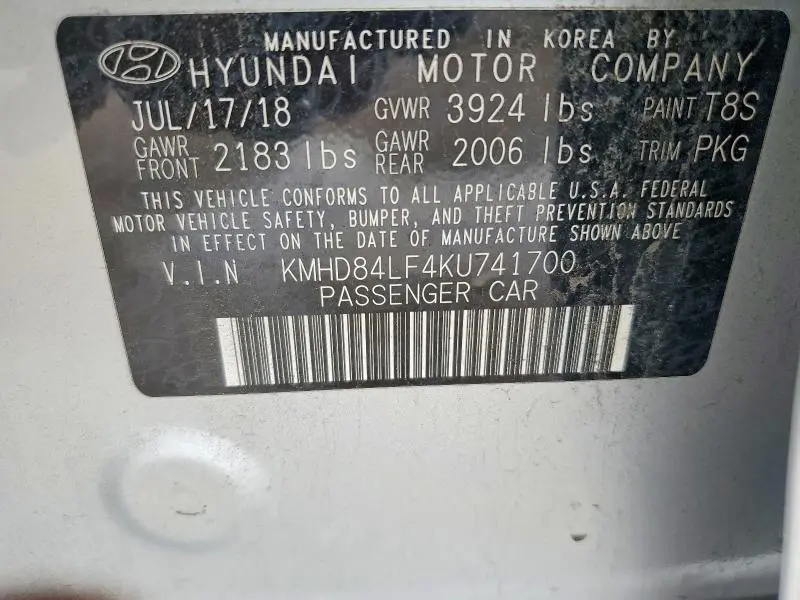 MANUFACTURED IN KOREA BY
HYUNDAI MOTOR COMPANY
JUL/17/18 GVWR 3924 lbs PAINT T8S
GAWR FRONT 2183 lbs GAWR REAR 2006 lbs TRIM PKG
THIS VEHICLE CONFORMS TO ALL APPLICABLE U.S.A. FEDERAL
MOTOR VEHICLE SAFETY, BUMPER, AND THEFT PREVENTION STANDARDS
IN EFFECT ON THE DATE OF MANUFACTURE SHOWN ABOVE
V.I.N KMHD84LF4KU741700
PASSENGER CAR